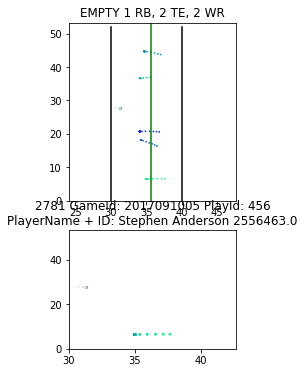 EMPTY 1 RB, 2 TE, 2 WR
50
40
30
20
10
0
25 30 35 40 45
2781 GameId: 2017091005 PlayId: 456
PlayerName + ID: Stephen Anderson 2556463.0
40
20
0
30 35 40